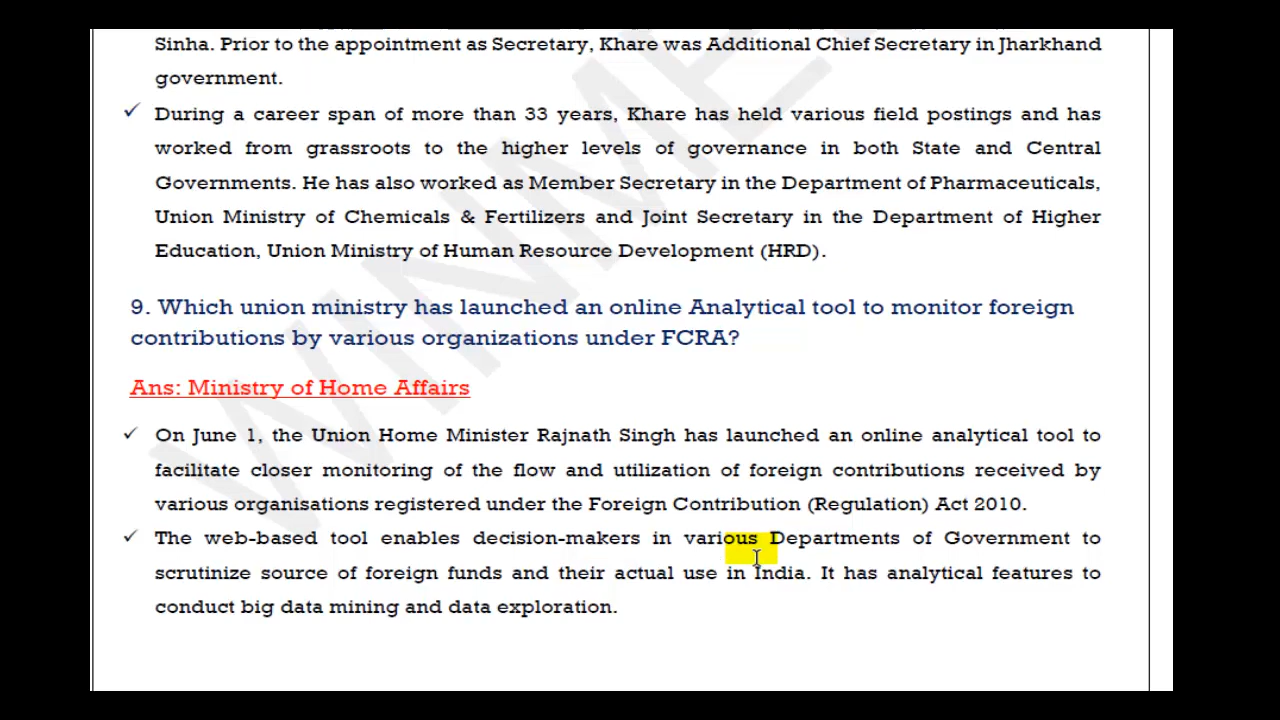 Sinha. Prior to the appointment as Secretary, Khare was Additional Chief Secretary in Jharkhand
government.
✓ During a career span of more than 33 years, Khare has held various field postings and has
worked from grassroots to the higher levels of governance in both State and Central
Governments. He has also worked as Member Secretary in the Department of Pharmaceuticals,
Union Ministry of Chemicals & Fertilizers and Joint Secretary in the Department of Higher
Education, Union Ministry of Human Resource Development (HRD).
9. Which union ministry has launched an online Analytical tool to monitor foreign
contributions by various organizations under FCRA?
Ans: Ministry of Home Affairs
✓ On June 1, the Union Home Minister Rajnath Singh has launched an online analytical tool to
facilitate closer monitoring of the flow and utilization of foreign contributions received by
various organisations registered under the Foreign Contribution (Regulation) Act 2010.
✓ The web-based tool enables decision-makers in various Departments of Government to
scrutinize source of foreign funds and their actual use in India. It has analytical features to
conduct big data mining and data exploration.